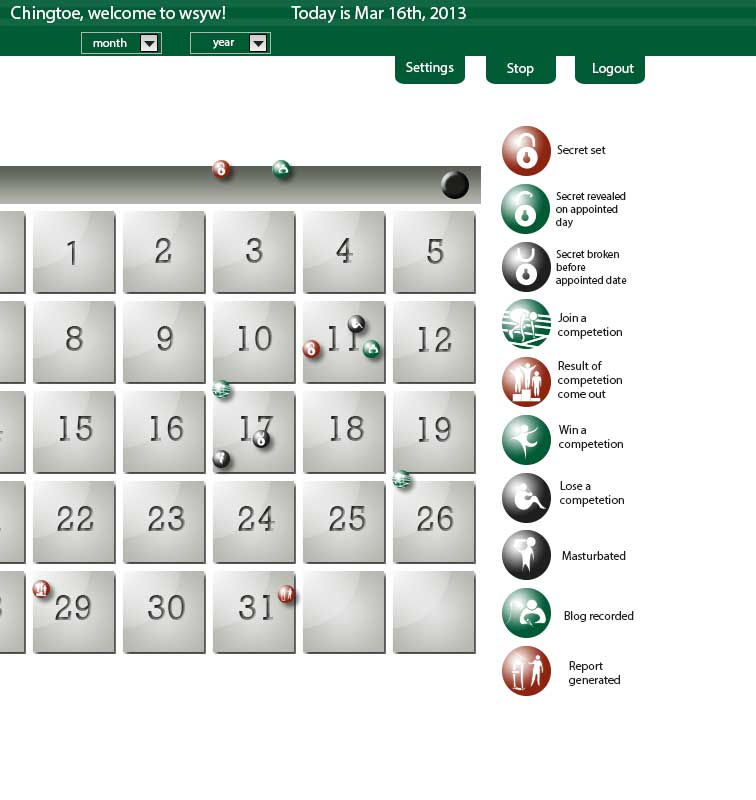 Chingtoe, welcome to wsyw! Today is Mar 16th, 2013
month year
Settings Stop Logout
Secret set
Secret revealed
on appointed
day
Secret broken
before
appointed date
1 2 3 4 5
Join a
competetion
8 9 10 11 12
Result of
competetion
come out
15 16 17 18 19
Win a
competetion
Lose a
competetion
22 23 24 25 26
Masturbated
29 30 31
Blog recorded
Report
generated